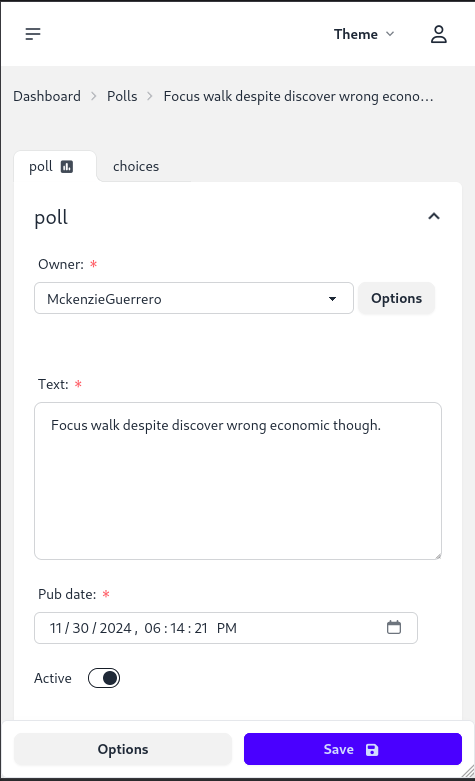 Theme
Dashboard > Polls > Focus walk despite discover wrong econo...
poll choices
poll
Owner: *
MckenzieGuerrero Options
Text: *
Focus walk despite discover wrong economic though.
Pub date: *
11/30/2024, 06:14:21 PM
Active
Options Save